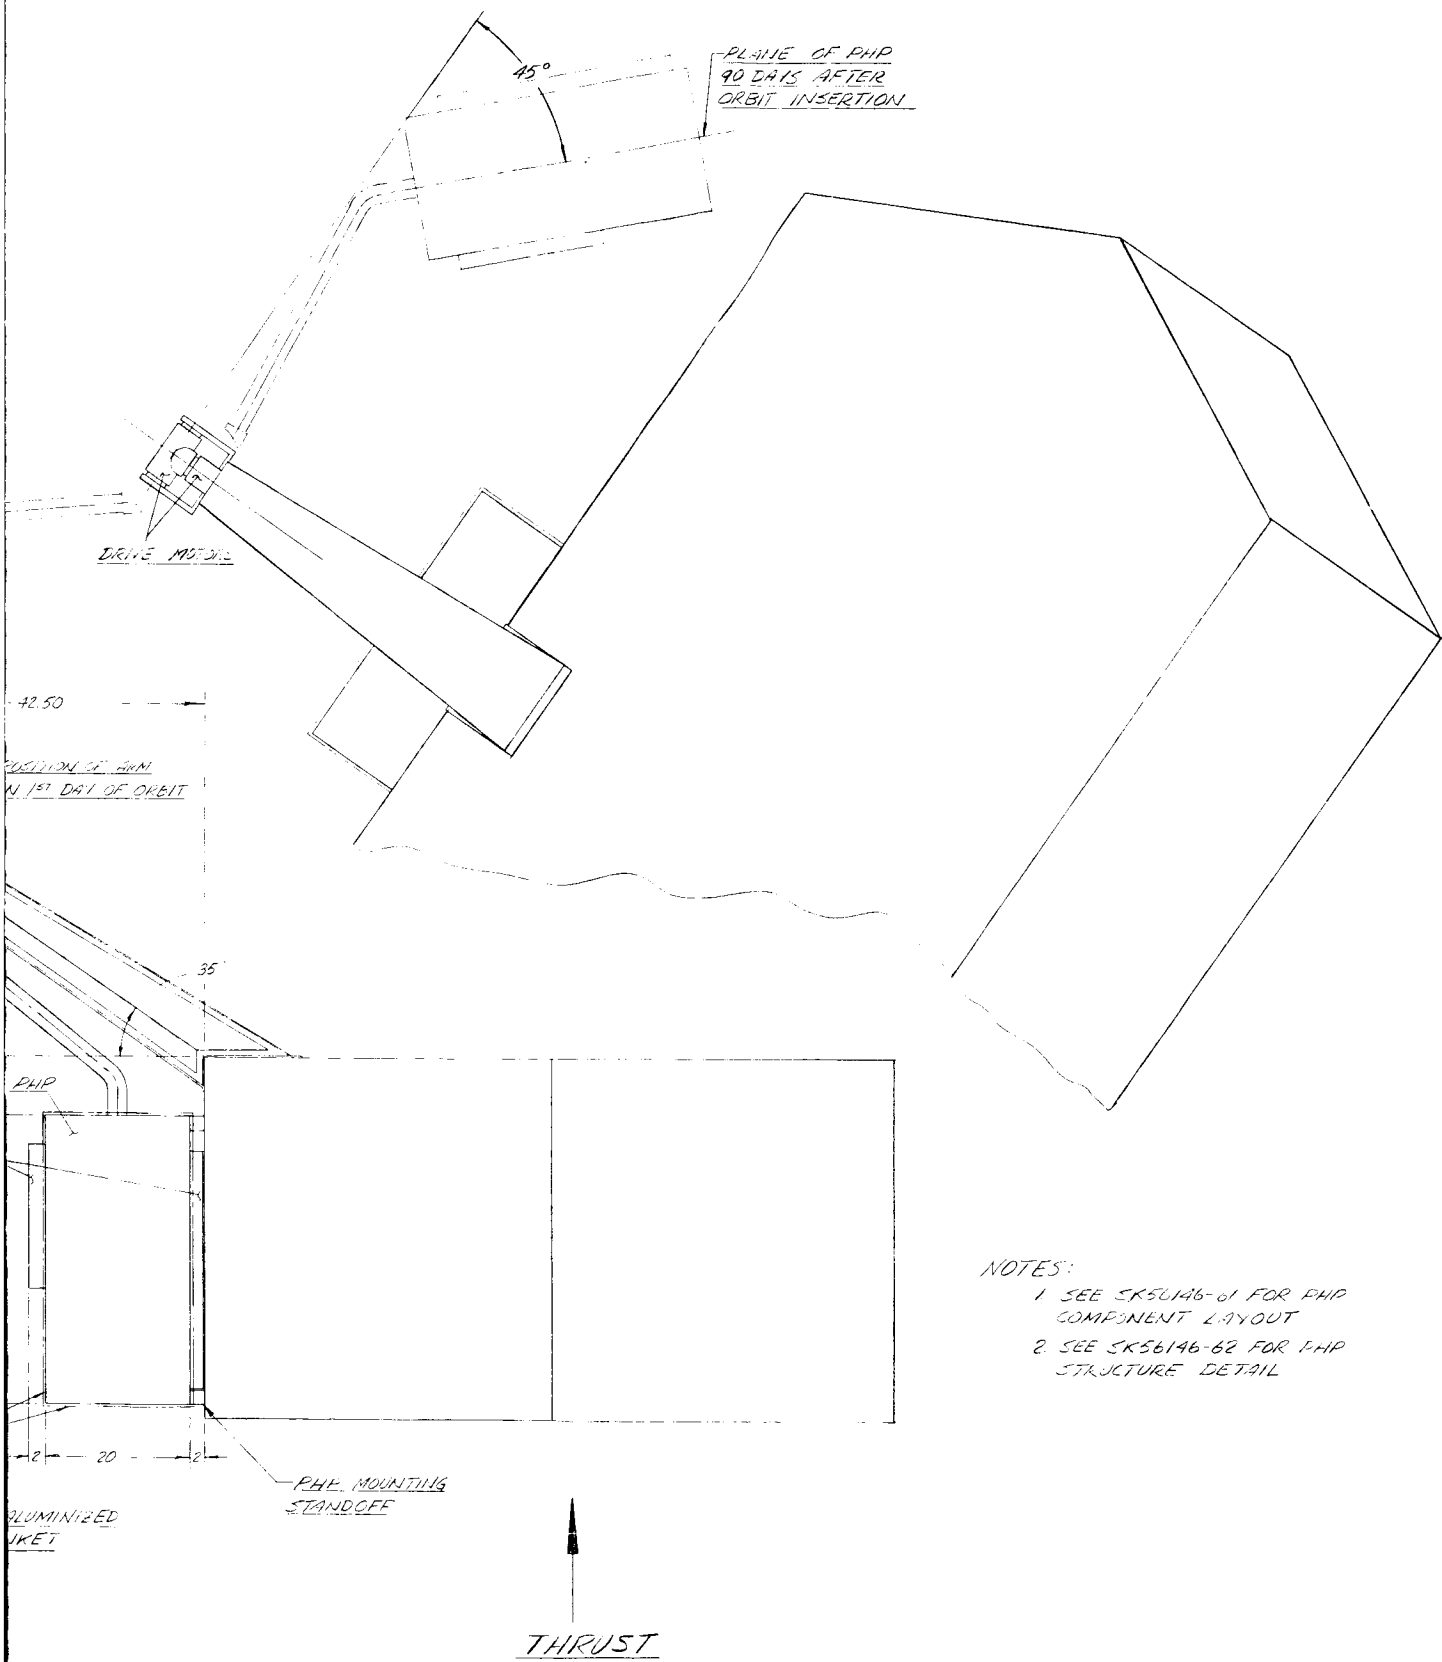 45°
PLANE OF PHP
90 DAYS AFTER
ORBIT INSERTION
DRIVE MOTORS
42.50
POSITION OF ARM
N 1ST DAY OF ORBIT
35
PHP
NOTES:
1 SEE SK56146-61 FOR PHP
COMPONENT LAYOUT
2. SEE SK56146-62 FOR PHP
STRUCTURE DETAIL
2
20
2
PHP MOUNTING
STANDOFF
ALUMINIZED
NKET
THRUST